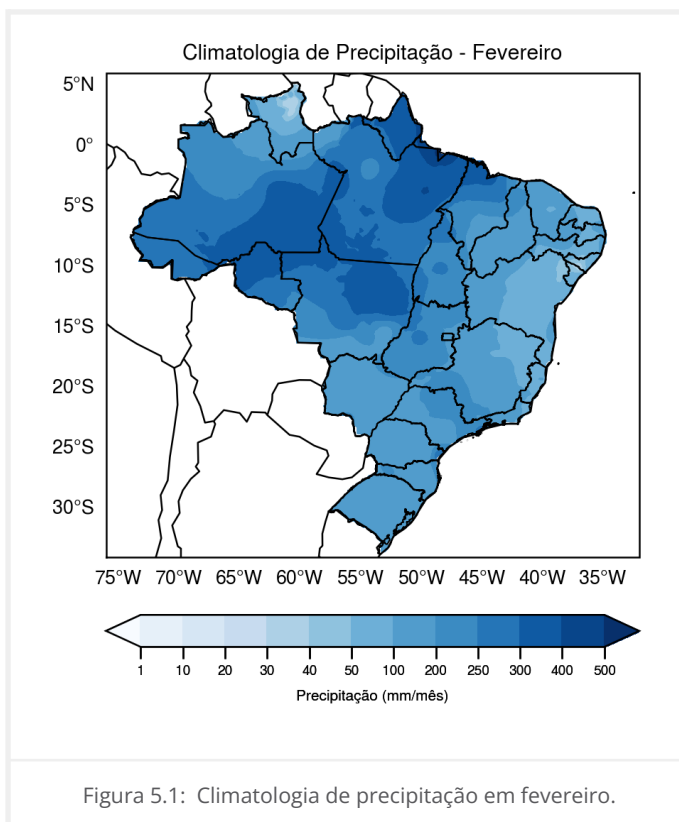 Climatologia de Precipitação - Fevereiro
5°N
0°
5°S
10°S
15°S
20°S
25°S
30°S
75°W 70°W 65°W 60°W 55°W 50°W 45°W 40°W 35°W
1 10 20 30 40 50 100 200 250 300 400 500
Precipitação (mm/mês)
Figura 5.1: Climatologia de precipitação em fevereiro.